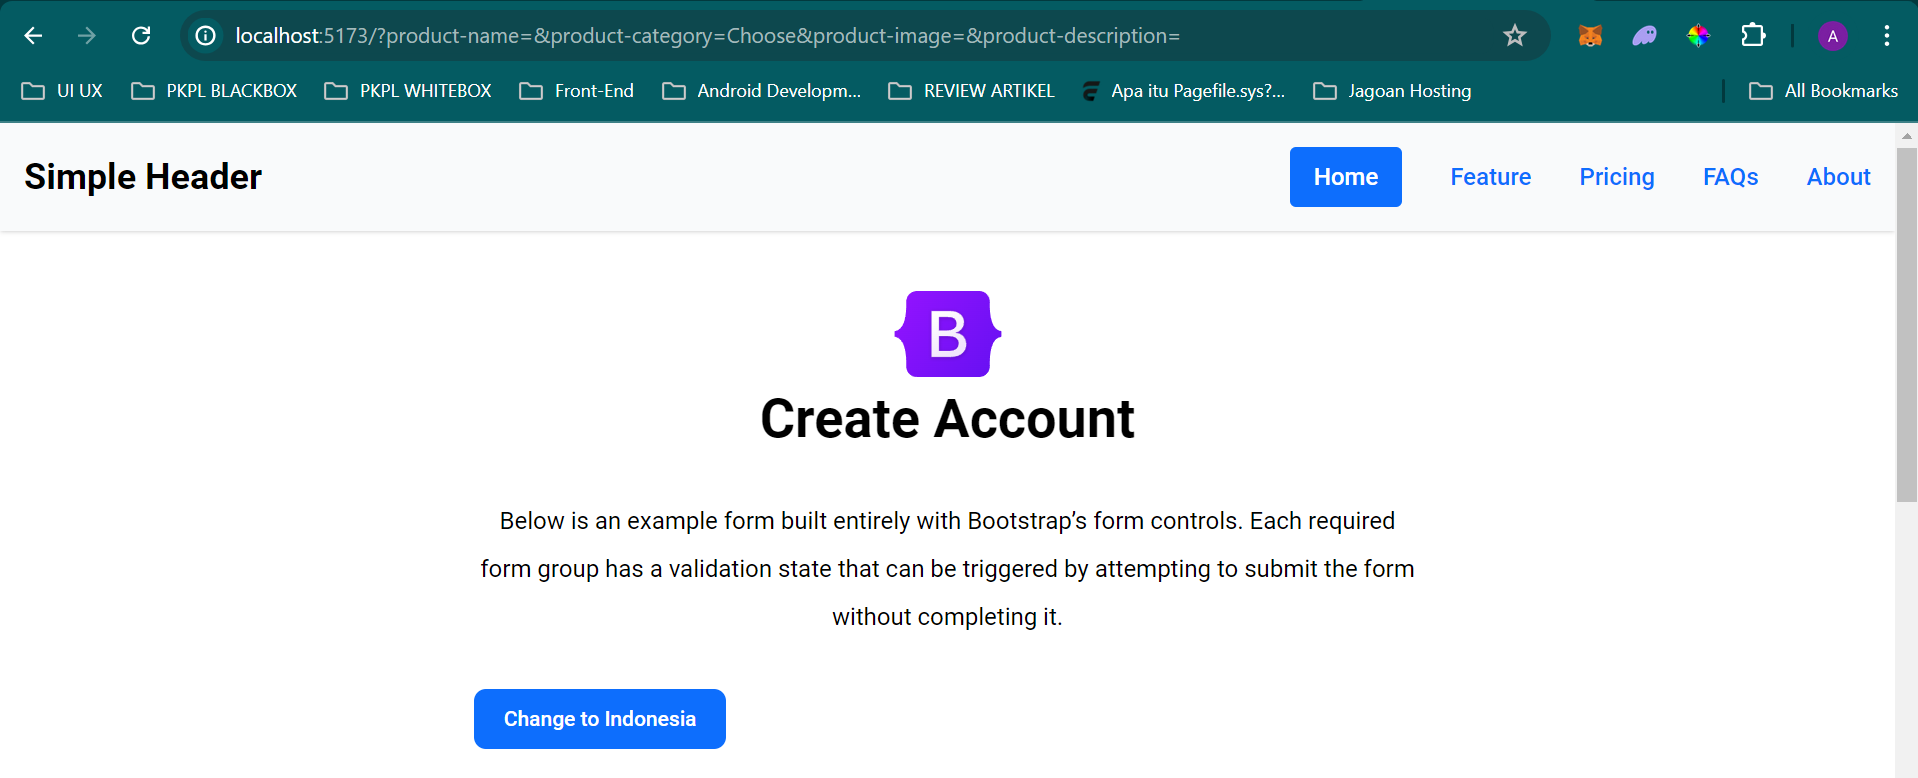 localhost:5173/?product-name=&product-category=Choose&product-image=&product-description=
A
UI UX
PKPL BLACKBOX
PKPL WHITEBOX
Front-End
Android Developm...
REVIEW ARTIKEL
Apa itu Pagefile.sys?...
Jagoan Hosting
All Bookmarks
Simple Header
Home
Feature
Pricing
FAQs
About
B
Create Account
Below is an example form built entirely with Bootstrap’s form controls. Each required
form group has a validation state that can be triggered by attempting to submit the form
without completing it.
Change to Indonesia